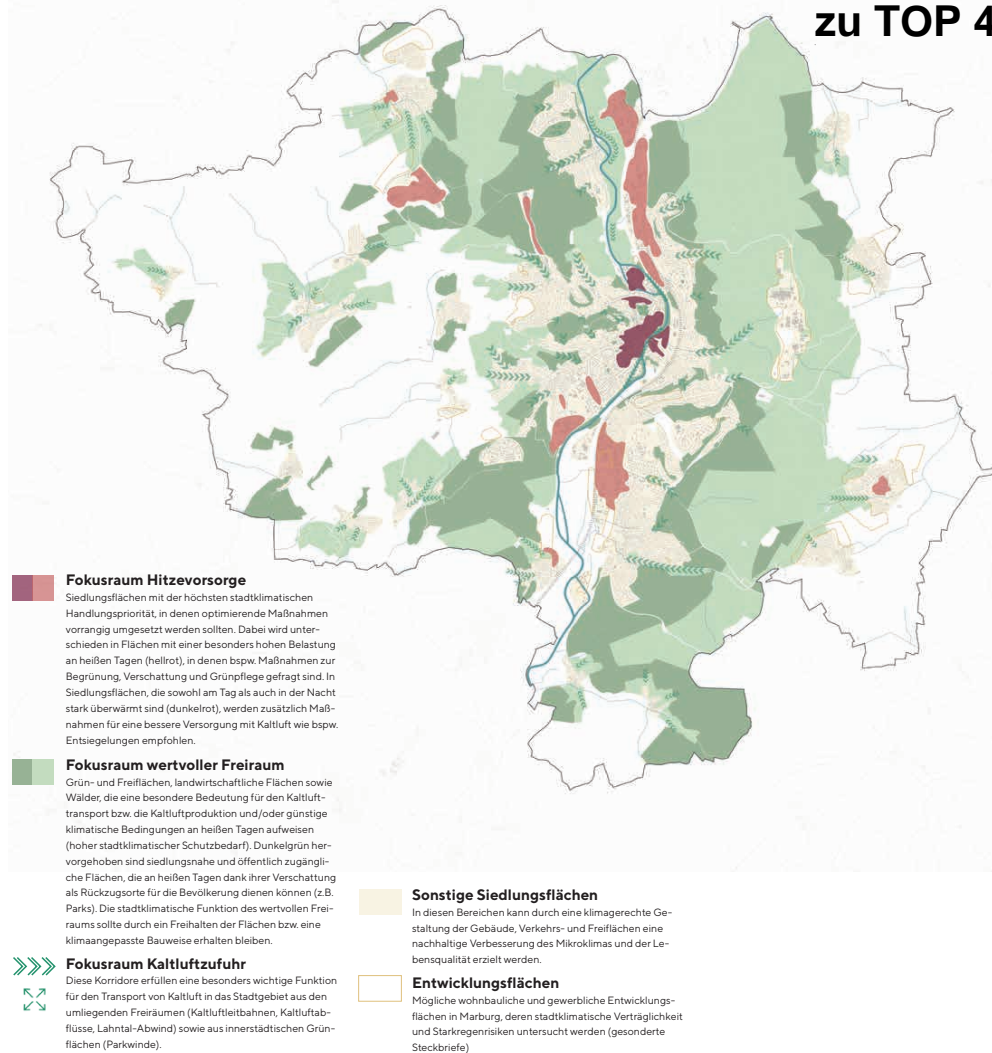 zu TOP 4
Fokusraum Hitzevorsorge
Siedlungsflächen mit der höchsten stadtklimatischen
Handlungspriorität, in denen optimierende Maßnahmen
vorrangig umgesetzt werden sollten. Dabei wird unter-
schieden in Flächen mit einer besonders hohen Belastung
an heißen Tagen (hellrot), in denen bspw. Maßnahmen zur
Begrünung, Verschattung und Grünpflege gefragt sind. In
Siedlungsflächen, die sowohl am Tag als auch in der Nacht
stark überwärmt sind (dunkelrot), werden zusätzlich Maß-
nahmen für eine bessere Versorgung mit Kaltluft wie bspw.
Entsiegelungen empfohlen.
Fokusraum wertvoller Freiraum
Grün- und Freiflächen, landwirtschaftliche Flächen sowie
Wälder, die eine besondere Bedeutung für den Kaltluft-
transport bzw. die Kaltluftproduktion und/oder günstige
klimatische Bedingungen an heißen Tagen aufweisen
(hoher stadtklimatischer Schutzbedarf). Dunkelgrün her-
vorgehoben sind siedlungsnahe und öffentlich zugängli-
che Flächen, die an heißen Tagen dank ihrer Verschattung
als Rückzugsorte für die Bevölkerung dienen können (z.B.
Parks). Die stadtklimatische Funktion des wertvollen Frei-
raums sollte durch ein Freihalten der Flächen bzw. eine
klimaangepasste Bauweise erhalten bleiben.
Fokusraum Kaltluftzufuhr
Diese Korridore erfüllen eine besonders wichtige Funktion
für den Transport von Kaltluft in das Stadtgebiet aus den
umliegenden Freiräumen (Kaltluftleitbahnen, Kaltluftab-
flüsse, Lahntal-Abwind) sowie aus innerstädtischen Grün-
flächen (Parkwinde).
Sonstige Siedlungsflächen
In diesen Bereichen kann durch eine klimagerechte Ge-
staltung der Gebäude, Verkehrs- und Freiflächen eine
nachhaltige Verbesserung des Mikroklimas und der Le-
bensqualität erzielt werden.
Entwicklungsflächen
Mögliche wohnbauliche und gewerbliche Entwicklungs-
flächen in Marburg, deren stadtklimatische Verträglichkeit
und Starkregenrisiken untersucht werden (gesonderte
Steckbriefe)